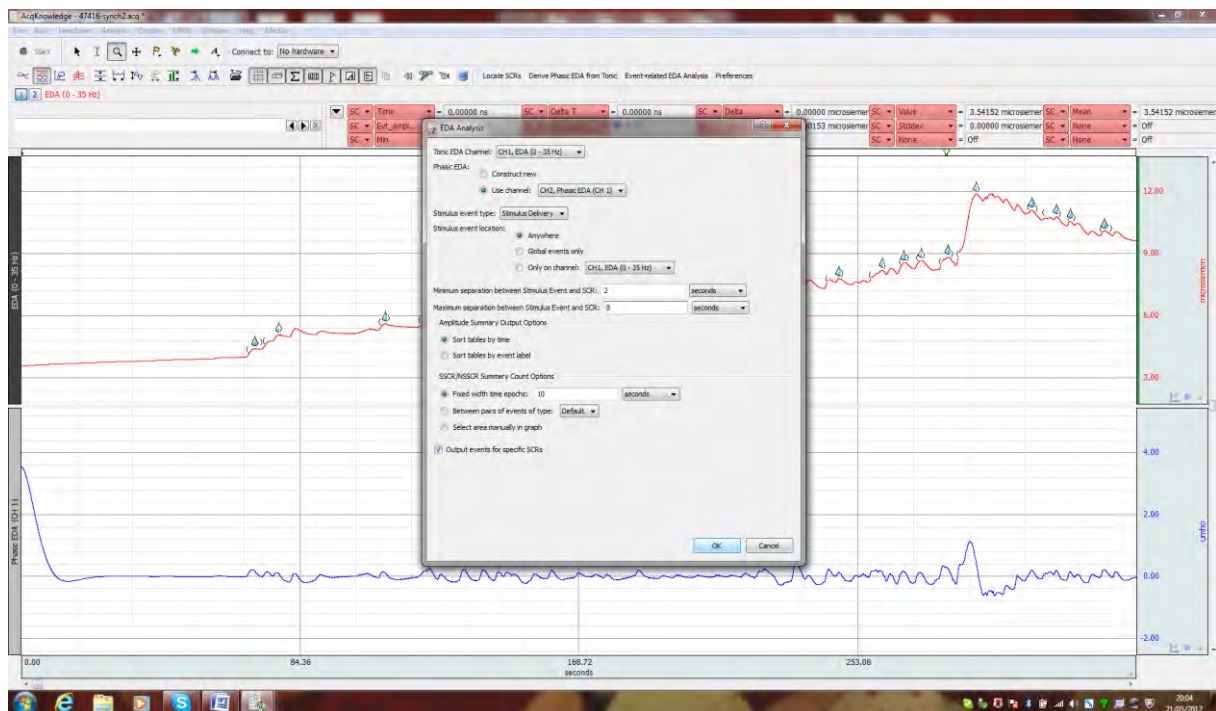 AcqKnowledge - 47416-synch2.acq *
Start Connect to: No hardware
Locate SCRs Derive Phasic EDA from Tonic Event-related EDA Analysis Preferences
1 2 EDA (0 - 35 Hz)
SC Time = 0.00000 ns SC Delta T = 0.00000 ns SC Delta = 0.00000 microsiemen SC Value = 3.54152 microsiemen SC Mean = 3.54152 microsiemen
SC Evt_ampl... 00153 microsiemen SC Stddev = 0.00000 microsiemen SC None = Off
SC Min SC None = Off SC None = Off
EDA Analysis
Tonic EDA Channel: CH1, EDA (0 - 35 Hz)
Phasic EDA:
Construct new
Use channel: CH2, Phasic EDA (CH 1)
Stimulus event type: Stimulus Delivery
Stimulus event location:
Anywhere
Global events only
Only on channel: CH1, EDA (0 - 35 Hz)
Minimum separation between Stimulus Event and SCR: 2 seconds
Maximum separation between Stimulus Event and SCR: 8 seconds
Amplitude Summary Output Options
Sort tables by time
Sort tables by event label
SSCR/NSSCR Summary Count Options
Fixed width time epochs: 10 seconds
Between pairs of events of type: Default
Select area manually in graph
Output events for specific SCRs
OK Cancel
EDA (0 - 35 Hz)
12.00
9.00
6.00
3.00
microsiemen
Phasic EDA (CH 1)
4.00
2.00
0.00
-2.00
umho
0.00 84.36 168.72 253.08
seconds
20:04
21/05/2012